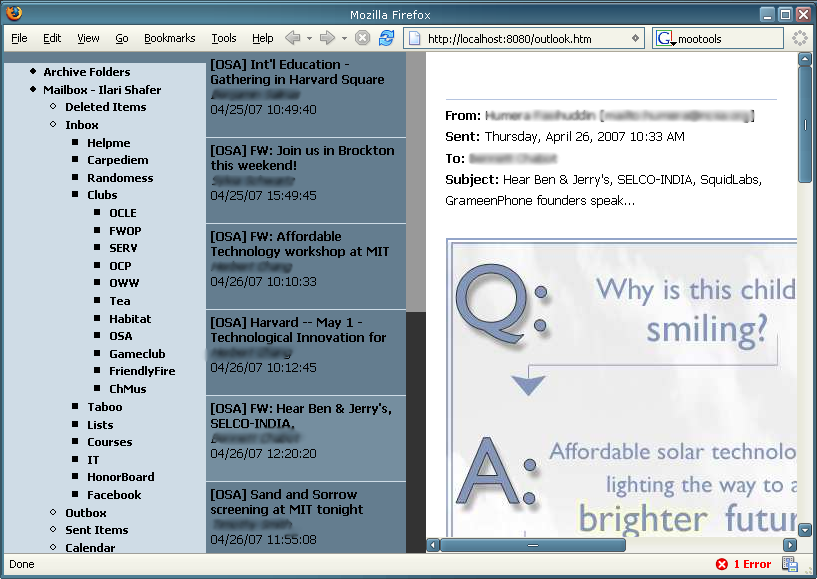 Mozilla Firefox
File Edit View Go Bookmarks Tools Help
http://localhost:8080/outlook.htm
G mootools
Archive Folders
Mailbox - Ilari Shafer
Deleted Items
Inbox
Helpme
Carpediem
Randomess
Clubs
OCLE
FWOP
SERV
OCP
OWW
Tea
Habitat
OSA
Gameclub
FriendlyFire
ChMus
Taboo
Lists
Courses
IT
HonorBoard
Facebook
Outbox
Sent Items
Calendar
[OSA] Int'l Education -
Gathering in Harvard Square
04/25/07 10:49:40
[OSA] FW: Join us in Brockton
this weekend!
04/25/07 15:49:45
[OSA] FW: Affordable
Technology workshop at MIT
04/26/07 10:10:33
[OSA] Harvard -- May 1 -
Technological Innovation for
04/26/07 10:12:45
[OSA] FW: Hear Ben & Jerry's,
SELCO-INDIA,
04/26/07 12:20:20
[OSA] Sand and Sorrow
screening at MIT tonight
04/26/07 11:55:08
From:
Sent: Thursday, April 26, 2007 10:33 AM
To:
Subject: Hear Ben & Jerry's, SELCO-INDIA, SquidLabs,
GrameenPhone founders speak...
Q: Why is this child
smiling?
A: Affordable solar technolo
lighting the way to a
brighter futur
Done
1 Error